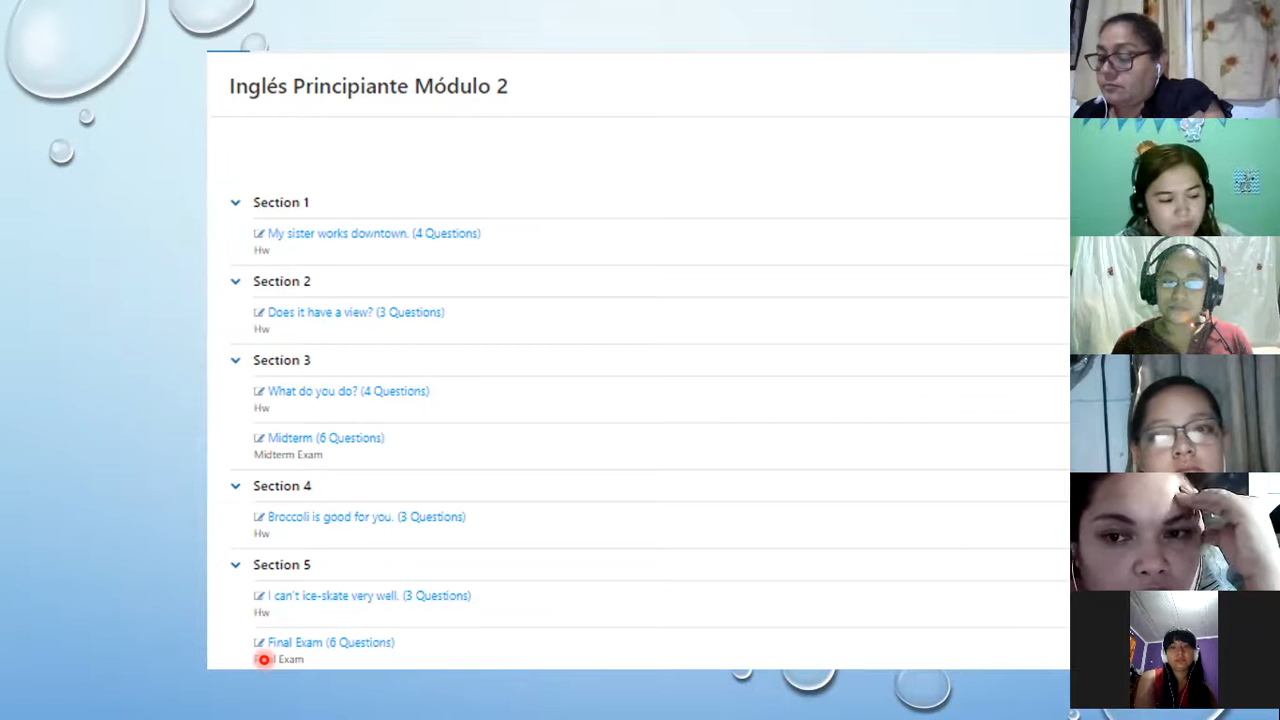 Inglés Principiante Módulo 2
Section 1
My sister works downtown. (4 Questions)
Hw
Section 2
Does it have a view? (3 Questions)
Hw
Section 3
What do you do? (4 Questions)
Hw
Midterm (6 Questions)
Midterm Exam
Section 4
Broccoli is good for you. (3 Questions)
Hw
Section 5
I can't ice-skate very well. (3 Questions)
Hw
Final Exam (6 Questions)
Exam